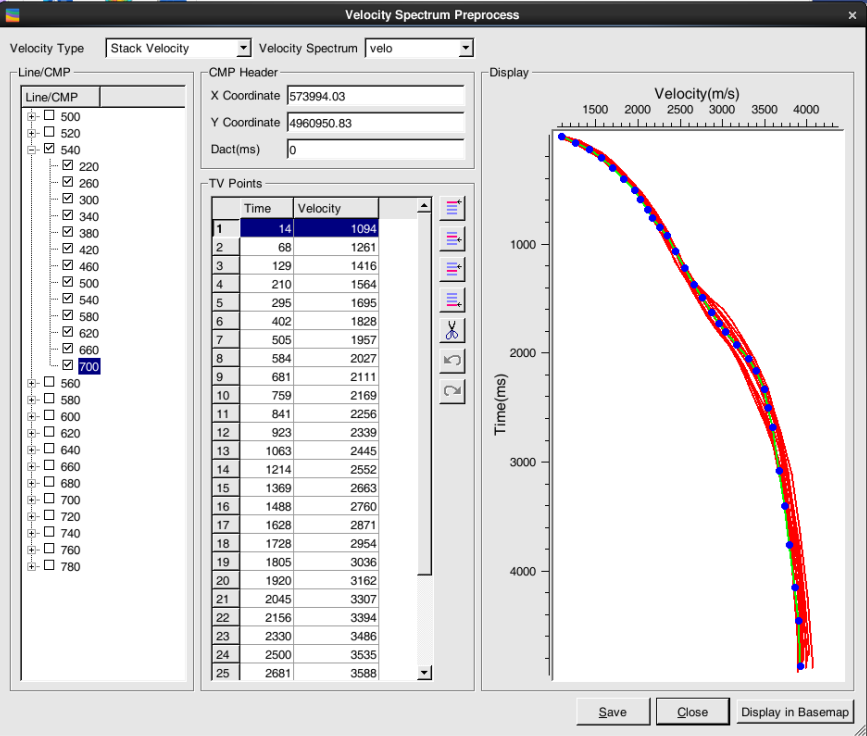 Velocity Spectrum Preprocess
Velocity Type Stack Velocity Velocity Spectrum velo
Line/CMP
Line/CMP
500
520
540
220
260
300
340
380
420
460
500
540
580
620
660
700
560
580
600
620
640
660
680
700
720
740
760
780
CMP Header
X Coordinate 573994.03
Y Coordinate 4960950.83
Dact(ms) 0
TV Points
Time Velocity
1 14 1094
2 68 1261
3 129 1416
4 210 1564
5 295 1695
6 402 1828
7 505 1957
8 584 2027
9 681 2111
10 759 2169
11 841 2256
12 923 2339
13 1063 2445
14 1214 2552
15 1369 2663
16 1488 2760
17 1628 2871
18 1728 2954
19 1805 3036
20 1920 3162
21 2045 3307
22 2156 3394
23 2330 3486
24 2500 3535
25 2681 3588
Display
Velocity(m/s)
1500 2000 2500 3000 3500 4000
Time(ms)
1000
2000
3000
4000
Save Close Display in Basemap